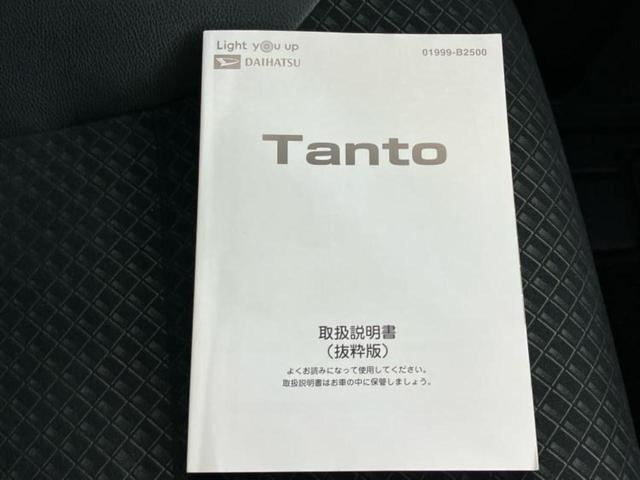 Light you up
DAIHATSU
01999-B2500
Tanto
取扱説明書
（抜粋版）
よくお読みになって使用してください。
取扱説明書はお車の中に保管しましょう。